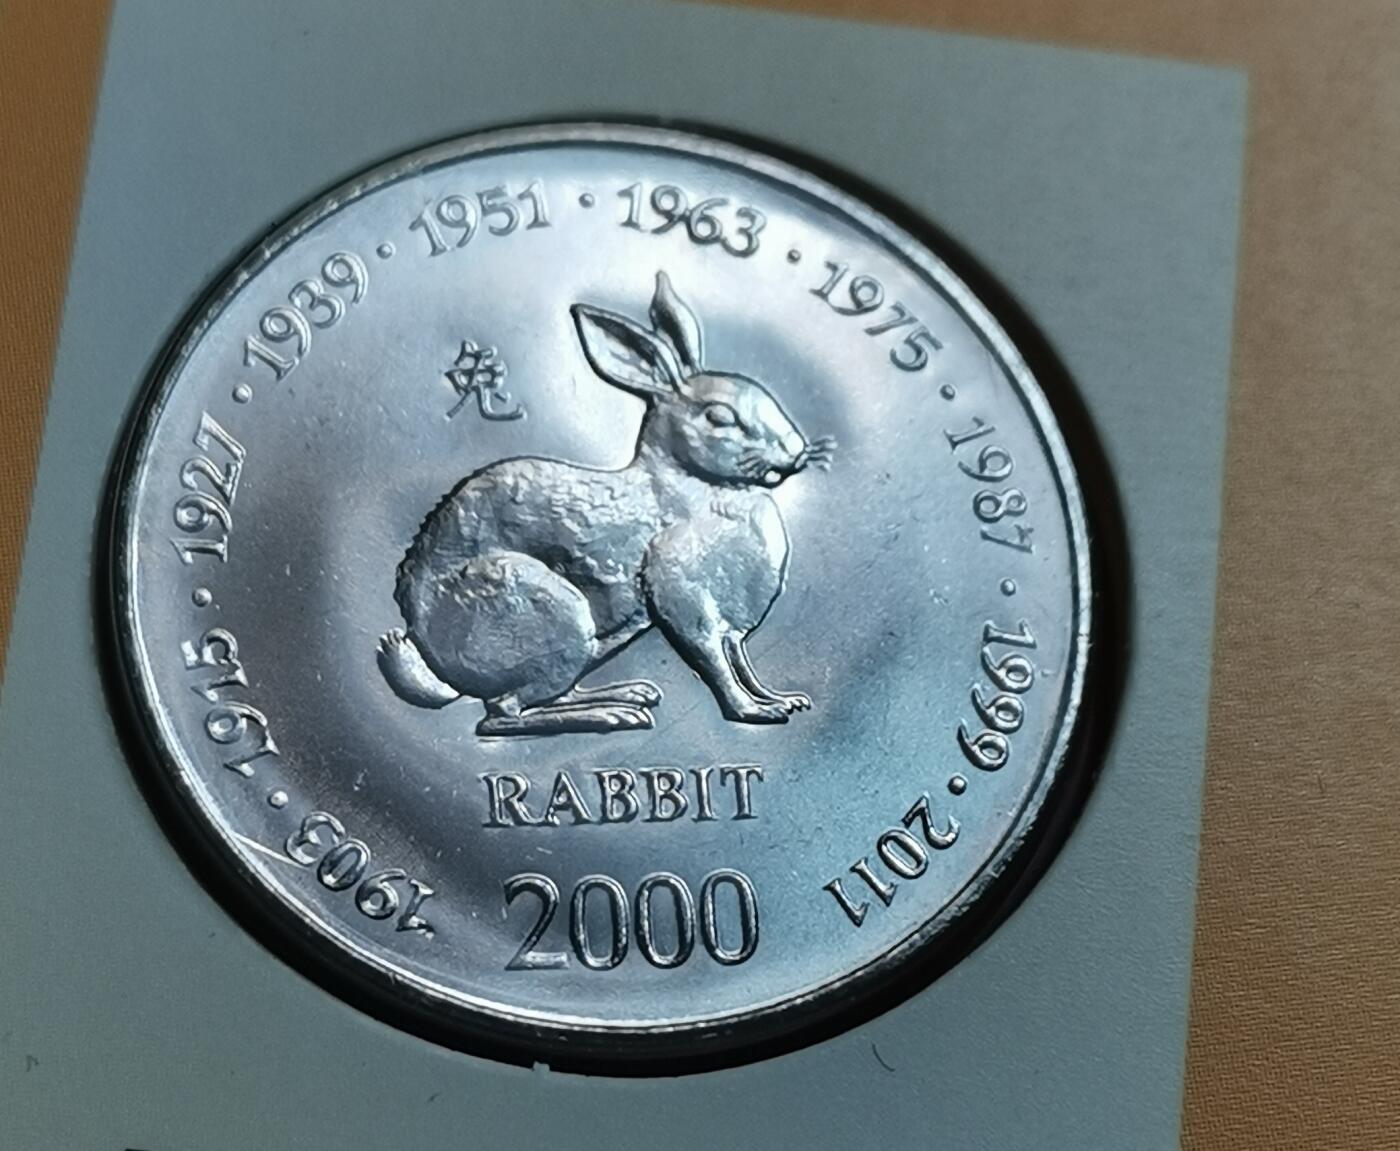 1903 · 1915 · 1927 · 1939 · 1951 · 1963 · 1975 · 1987 · 1999 · 2011
兔
RABBIT
2000